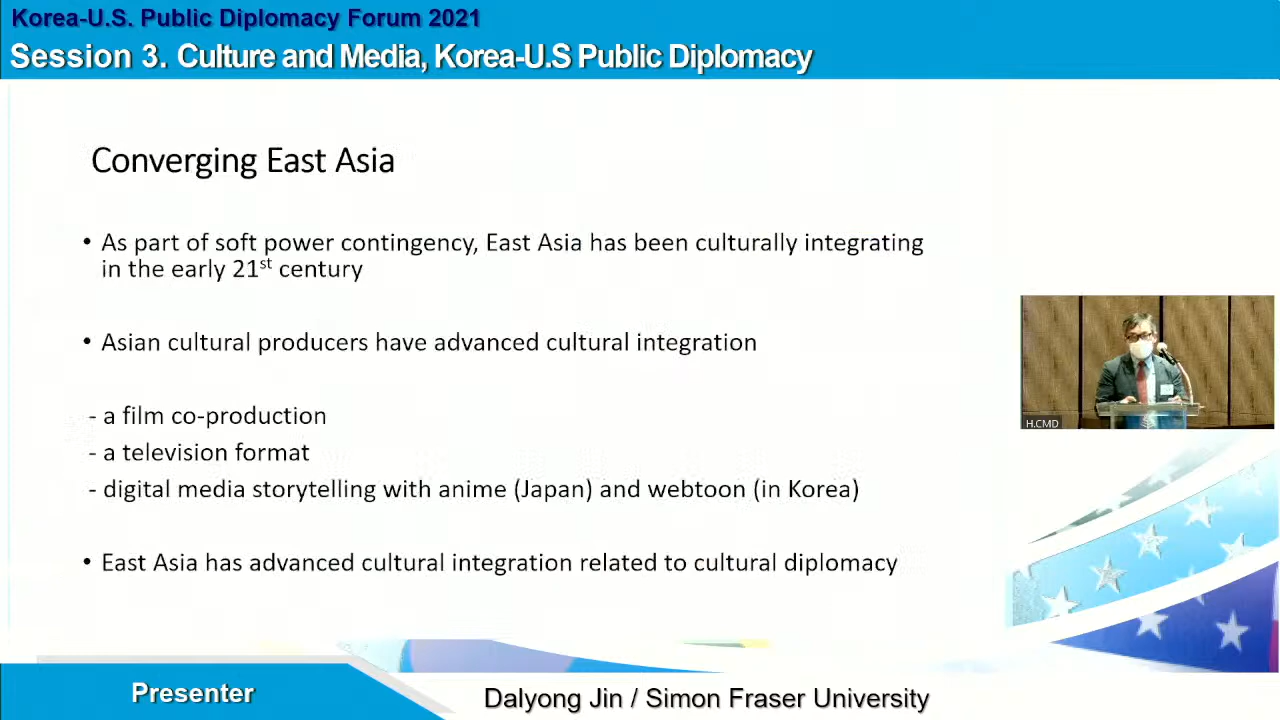 Korea-U.S. Public Diplomacy Forum 2021
Session 3. Culture and Media, Korea-U.S Public Diplomacy
Converging East Asia
• As part of soft power contingency, East Asia has been culturally integrating
in the early 21st century
• Asian cultural producers have advanced cultural integration
- a film co-production
- a television format
- digital media storytelling with anime (Japan) and webtoon (in Korea)
• East Asia has advanced cultural integration related to cultural diplomacy
H.CMD
Presenter
Dalyong Jin / Simon Fraser University